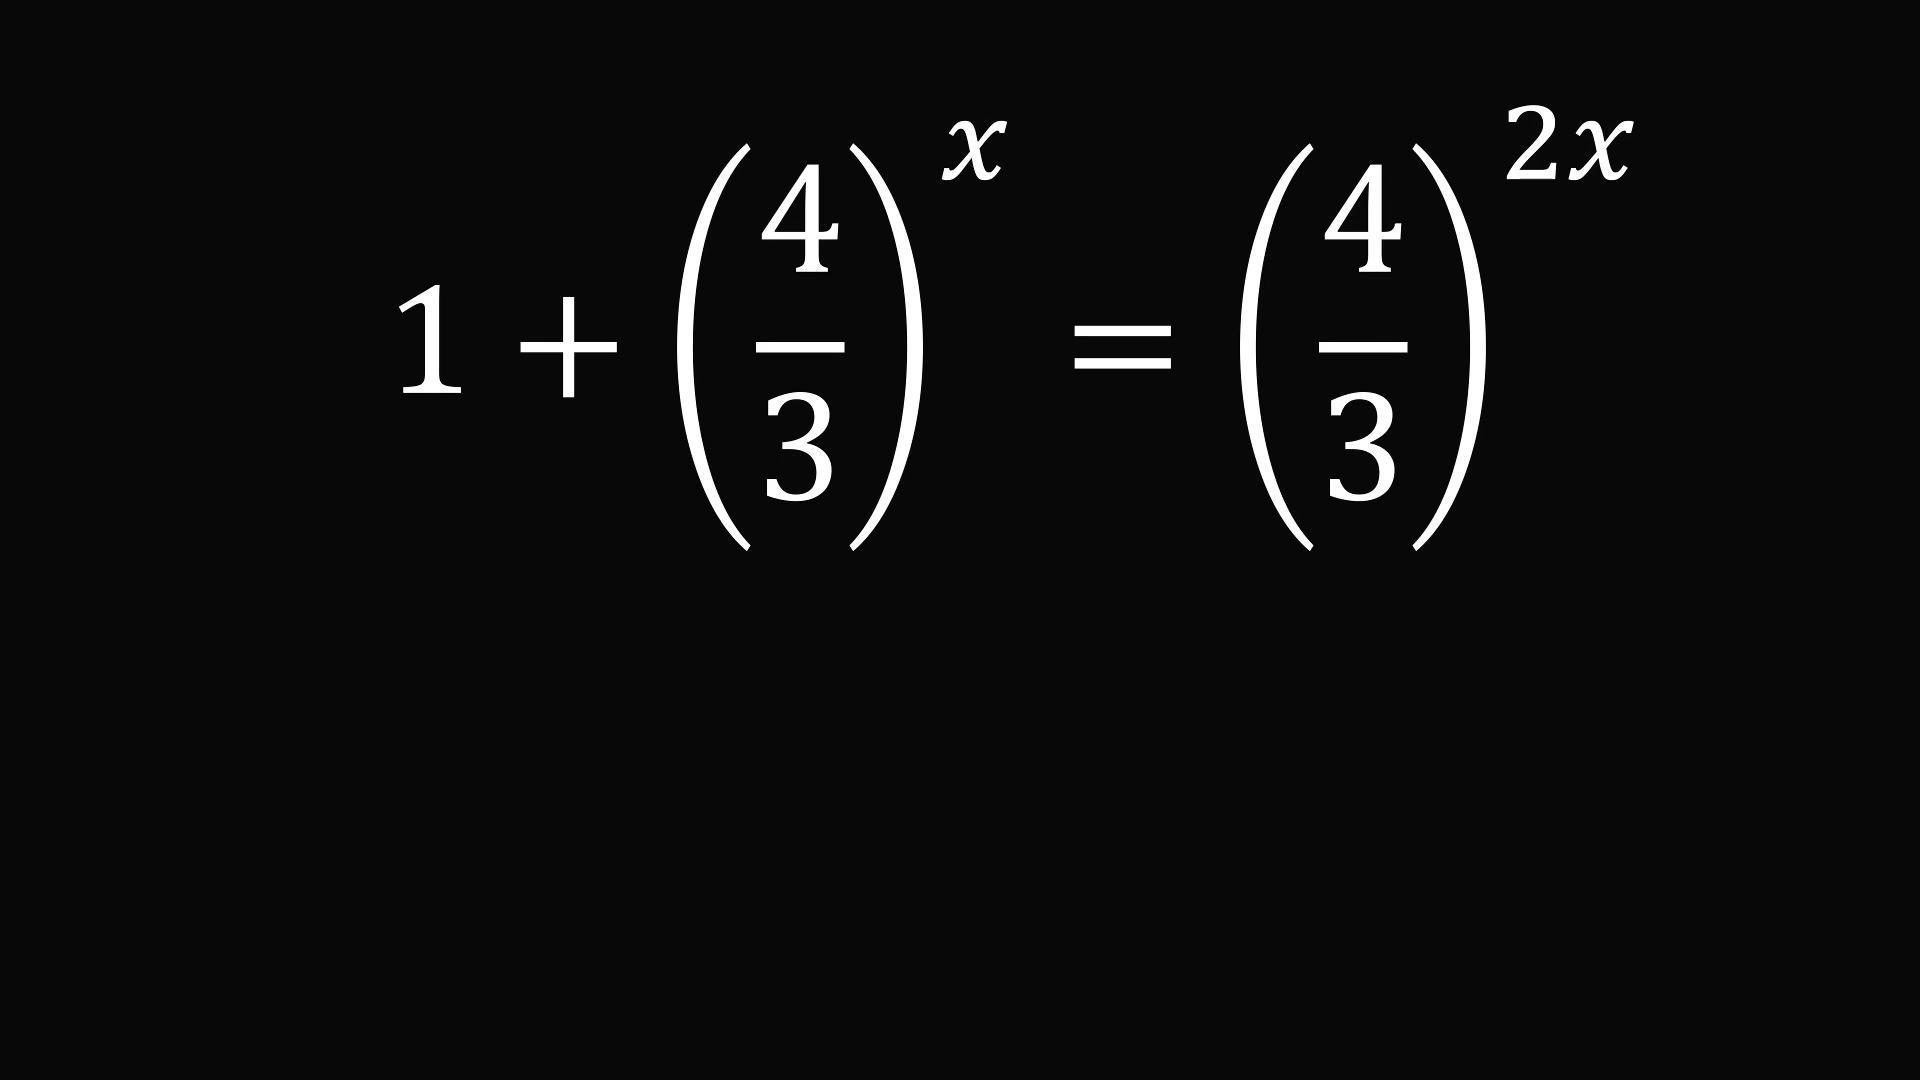 1 + (4/3)^x = (4/3)^2x